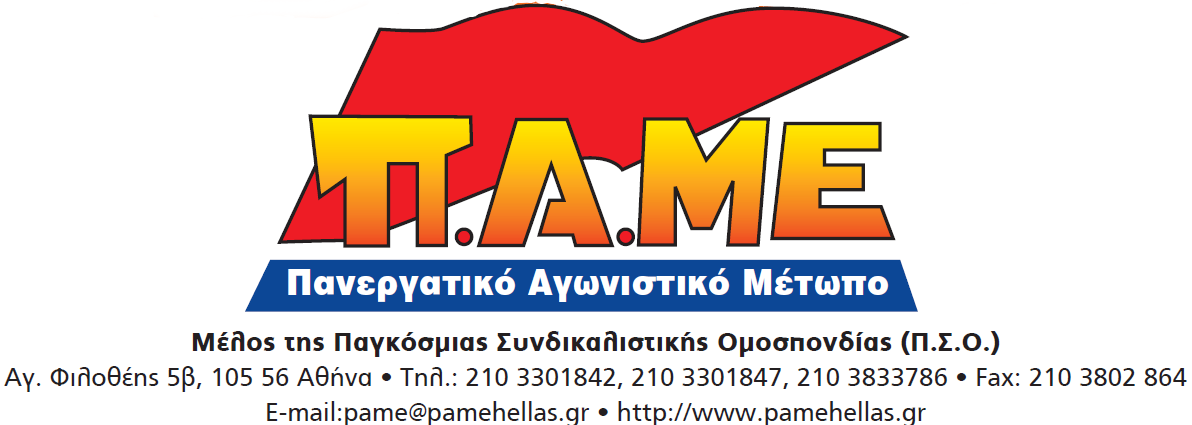 Π.Α.ΜΕ
Πανεργατικό Αγωνιστικό Μέτωπο
Μέλος της Παγκόσμιας Συνδικαλιστικής Ομοσπονδίας (Π.Σ.Ο.)
Αγ. Φιλοθέης 5β, 105 56 Αθήνα • Τηλ.: 210 3301842, 210 3301847, 210 3833786 • Fax: 210 3802 864
E-mail:pame@pamehellas.gr • http://www.pamehellas.gr